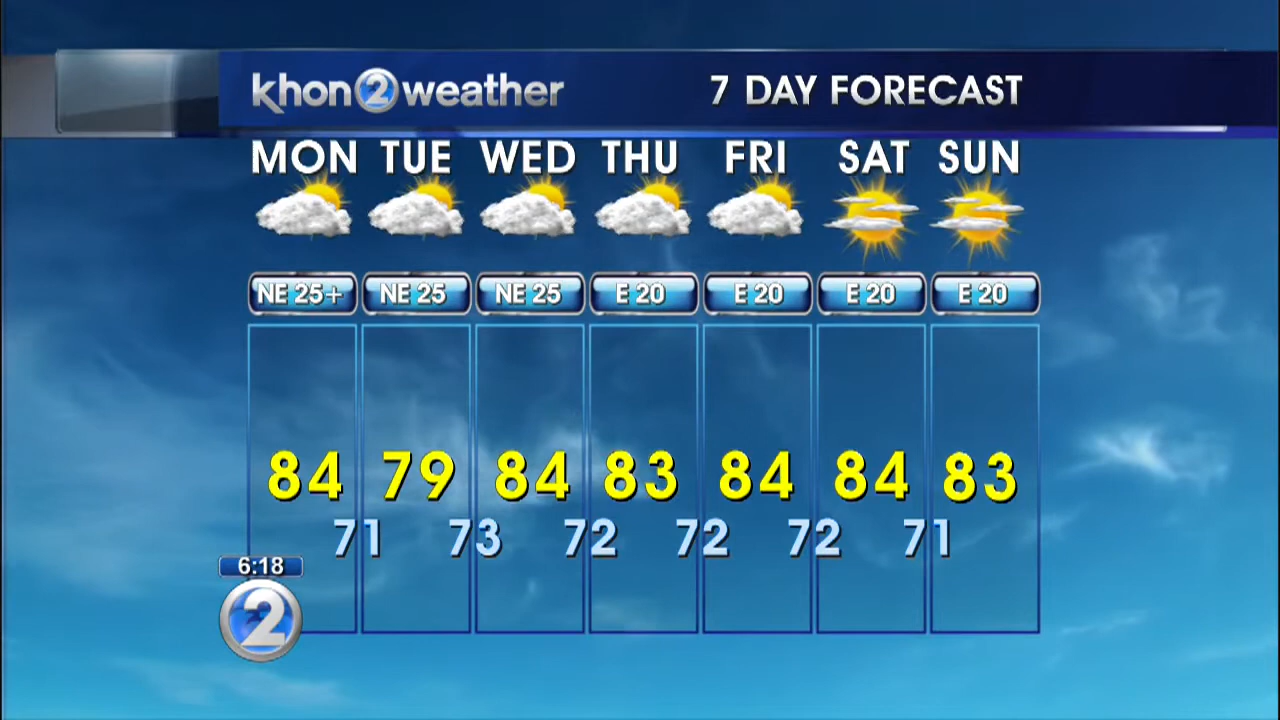 khon2weather 7 DAY FORECAST
MON TUE WED THU FRI SAT SUN
NE 25+ NE 25 NE 25 E 20 E 20 E 20 E 20
84 79 84 83 84 84 83
71 73 72 72 72 71
6:18
2